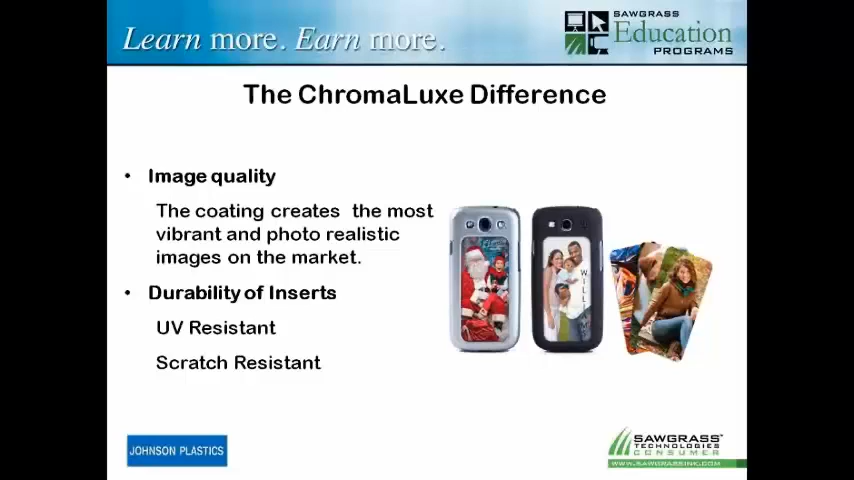 Learn more. Earn more.
SAWGRASS
Education
PROGRAMS
The ChromaLuxe Difference
• Image quality
The coating creates the most
vibrant and photo realistic
images on the market.
• Durability of Inserts
UV Resistant
Scratch Resistant
JOHNSON PLASTICS
SAWGRASS
TECHNOLOGIES
CONSUMER
WWW.SAWGRASSINK.COM